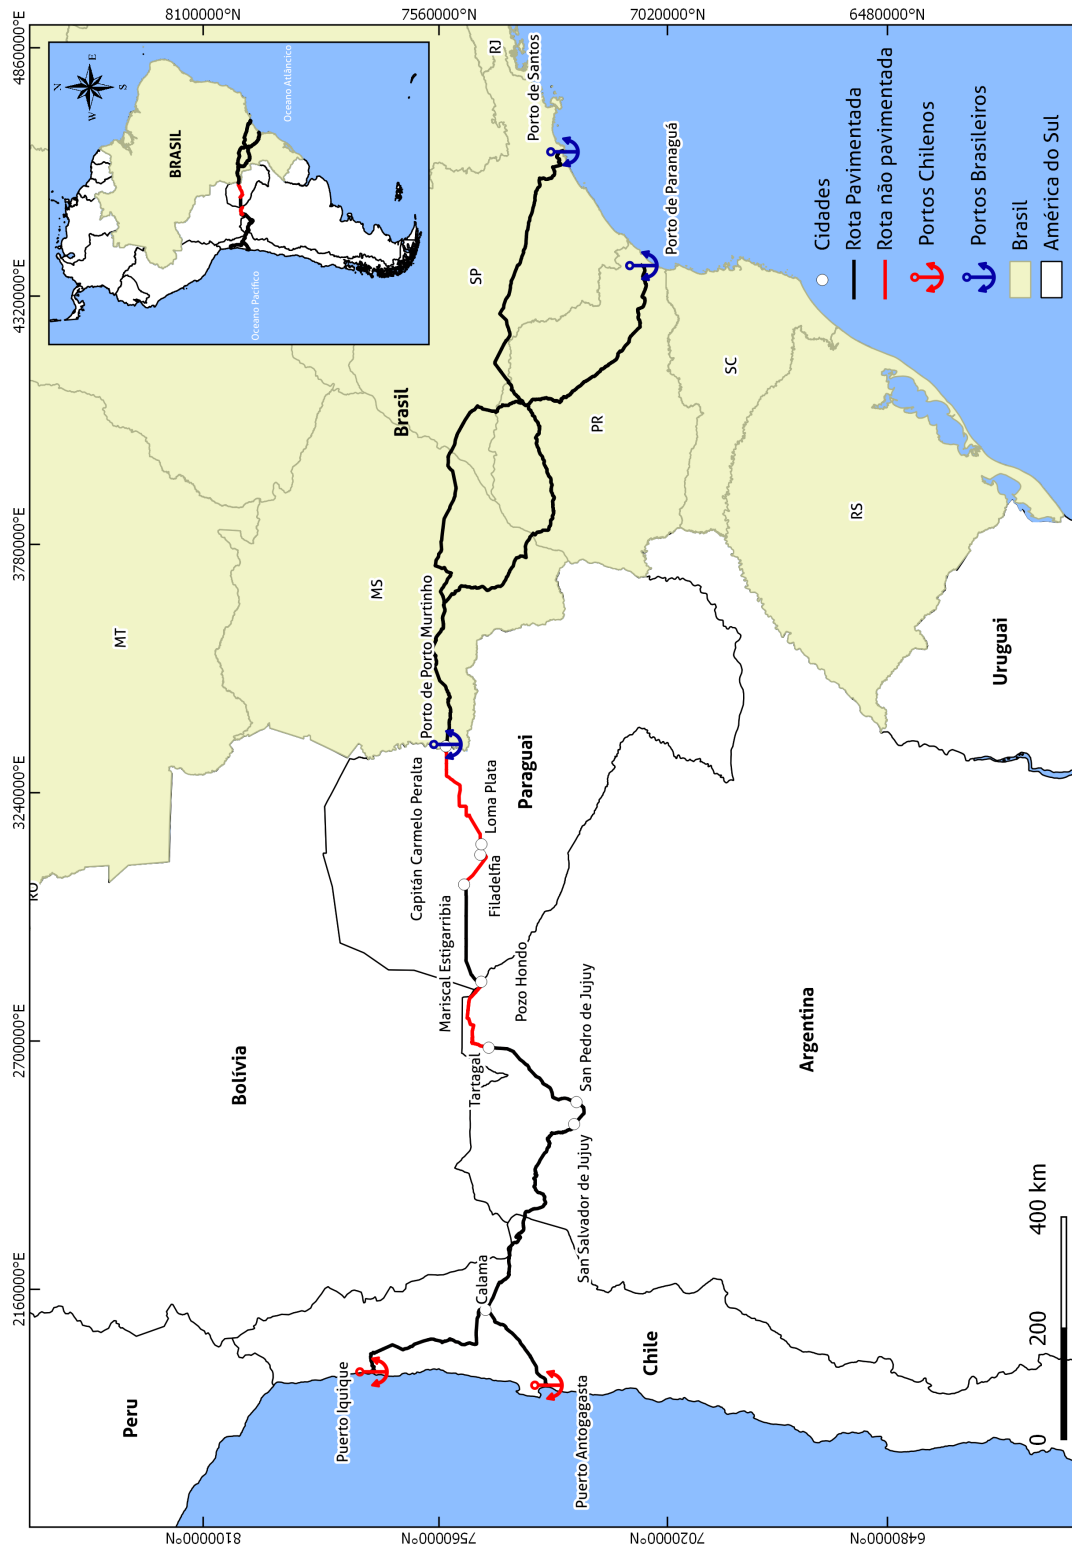 2160000°E
2700000°E
3240000°E
3780000°E
4320000°E
4860000°E
8100000°N
7560000°N
7020000°N
6480000°N
8100000°N
7560000°N
7020000°N
6480000°N
N
W
E
S
BRASIL
Oceano Pacífico
Oceano Atlâncico
Peru
Bolívia
RO
MT
MS
Brasil
SP
RJ
PR
SC
RS
Paraguai
Uruguai
Argentina
Chile
Puerto Iquique
Puerto Antogagasta
Calama
San Salvador de Jujuy
San Pedro de Jujuy
Tartagal
Pozo Hondo
Mariscal Estigarribia
Filadelfia
Loma Plata
Capitán Carmelo Peralta
Porto de Porto Murtinho
Porto de Santos
Porto de Paranaguá
Cidades
Rota Pavimentada
Rota não pavimentada
Portos Chilenos
Portos Brasileiros
Brasil
América do Sul
0 200 400 km